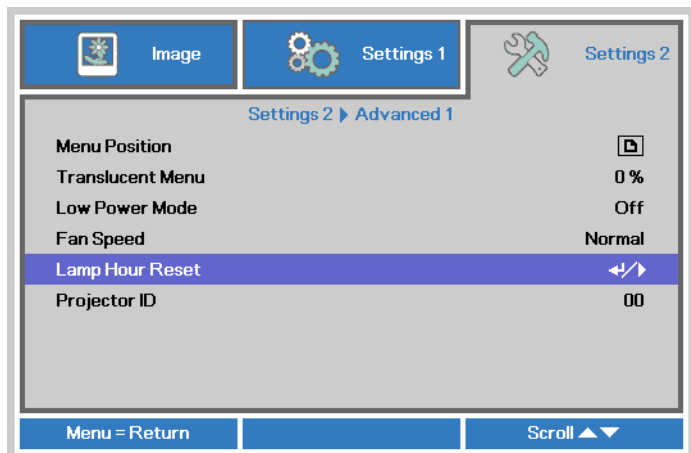 Image
Settings 1
Settings 2
Settings 2 Advanced 1
Menu Position
Translucent Menu 0 %
Low Power Mode Off
Fan Speed Normal
Lamp Hour Reset
Projector ID 00
Menu = Return Scroll